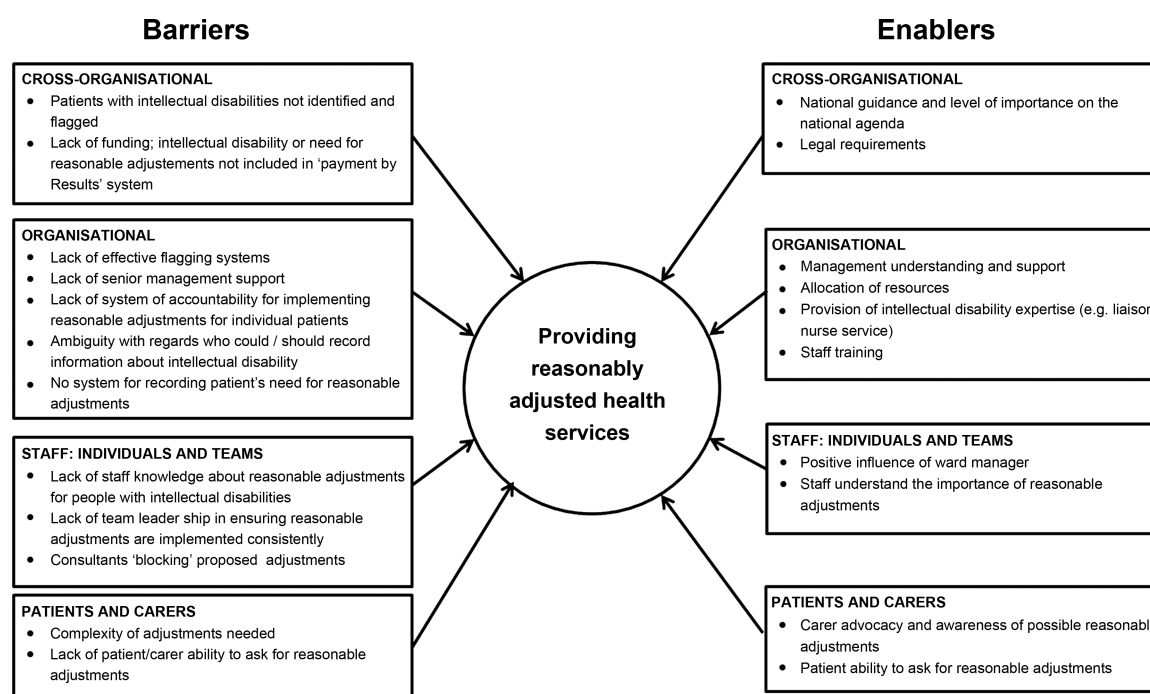 Barriers
CROSS-ORGANISATIONAL
• Patients with intellectual disabilities not identified and
flagged
• Lack of funding; intellectual disability or need for
reasonable adjustements not included in ‘payment by
Results’ system
ORGANISATIONAL
• Lack of effective flagging systems
• Lack of senior management support
• Lack of system of accountability for implementing
reasonable adjustments for individual patients
• Ambiguity with regards who could / should record
information about intellectual disability
• No system for recording patient’s need for reasonable
adjustments
STAFF: INDIVIDUALS AND TEAMS
• Lack of staff knowledge about reasonable adjustments
for people with intellectual disabilities
• Lack of team leader ship in ensuring reasonable
adjustments are implemented consistently
• Consultants ‘blocking’ proposed  adjustments
PATIENTS AND CARERS
• Complexity of adjustments needed
• Lack of patient/carer ability to ask for reasonable
adjustments
Providing
reasonably
adjusted health
services
Enablers
CROSS-ORGANISATIONAL
• National guidance and level of importance on the
national agenda
• Legal requirements
ORGANISATIONAL
• Management understanding and support
• Allocation of resources
• Provision of intellectual disability expertise (e.g. liaison
nurse service)
• Staff training
STAFF: INDIVIDUALS AND TEAMS
• Positive influence of ward manager
• Staff understand the importance of reasonable
adjustments
PATIENTS AND CARERS
• Carer advocacy and awareness of possible reasonabl
adjustments
• Patient ability to ask for reasonable adjustments